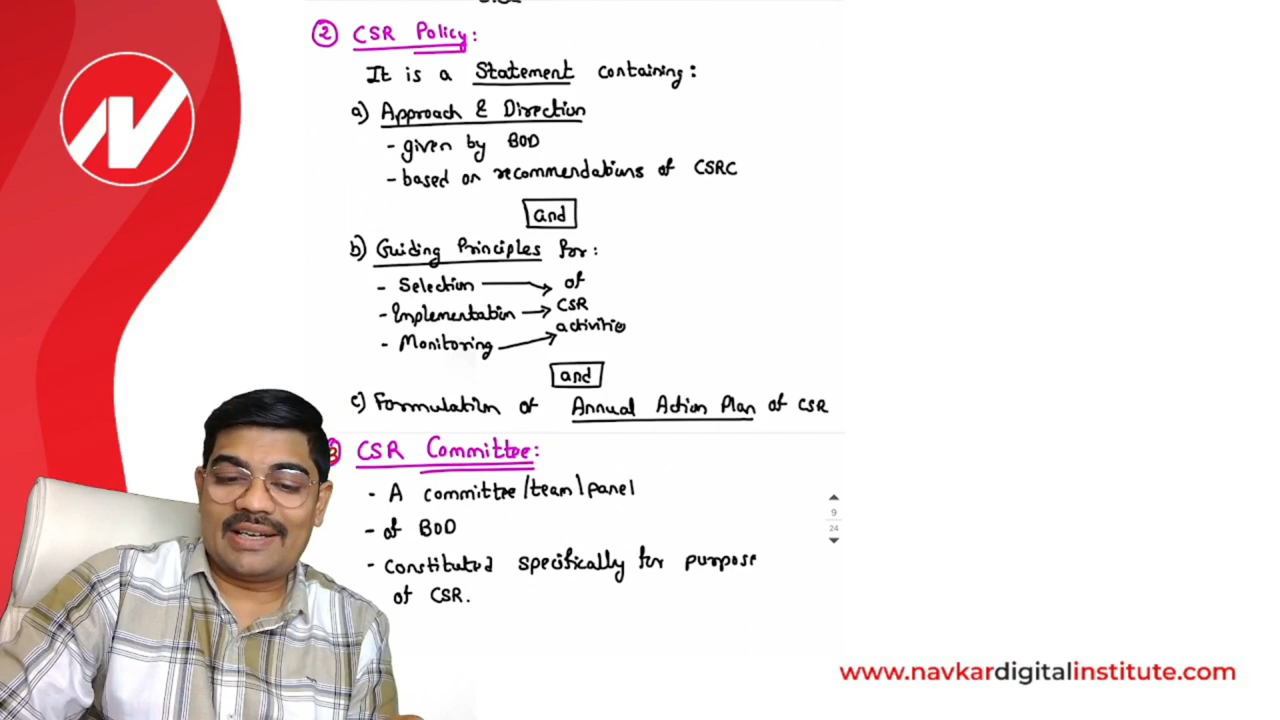 ② CSR Policy:
It is a Statement containing:
a) Approach & Direction
- given by BOD
- based on recommendations of CSRC
and
b) Guiding Principles for:
- Selection → of
- Implementation → CSR
- Monitoring → activities
and
c) Formulation of Annual Action Plan of CSR
CSR Committee:
- A committee/team/panel
- of BOD
- constituted specifically for purpose
of CSR.
9
24
www.navkardigitalinstitute.com